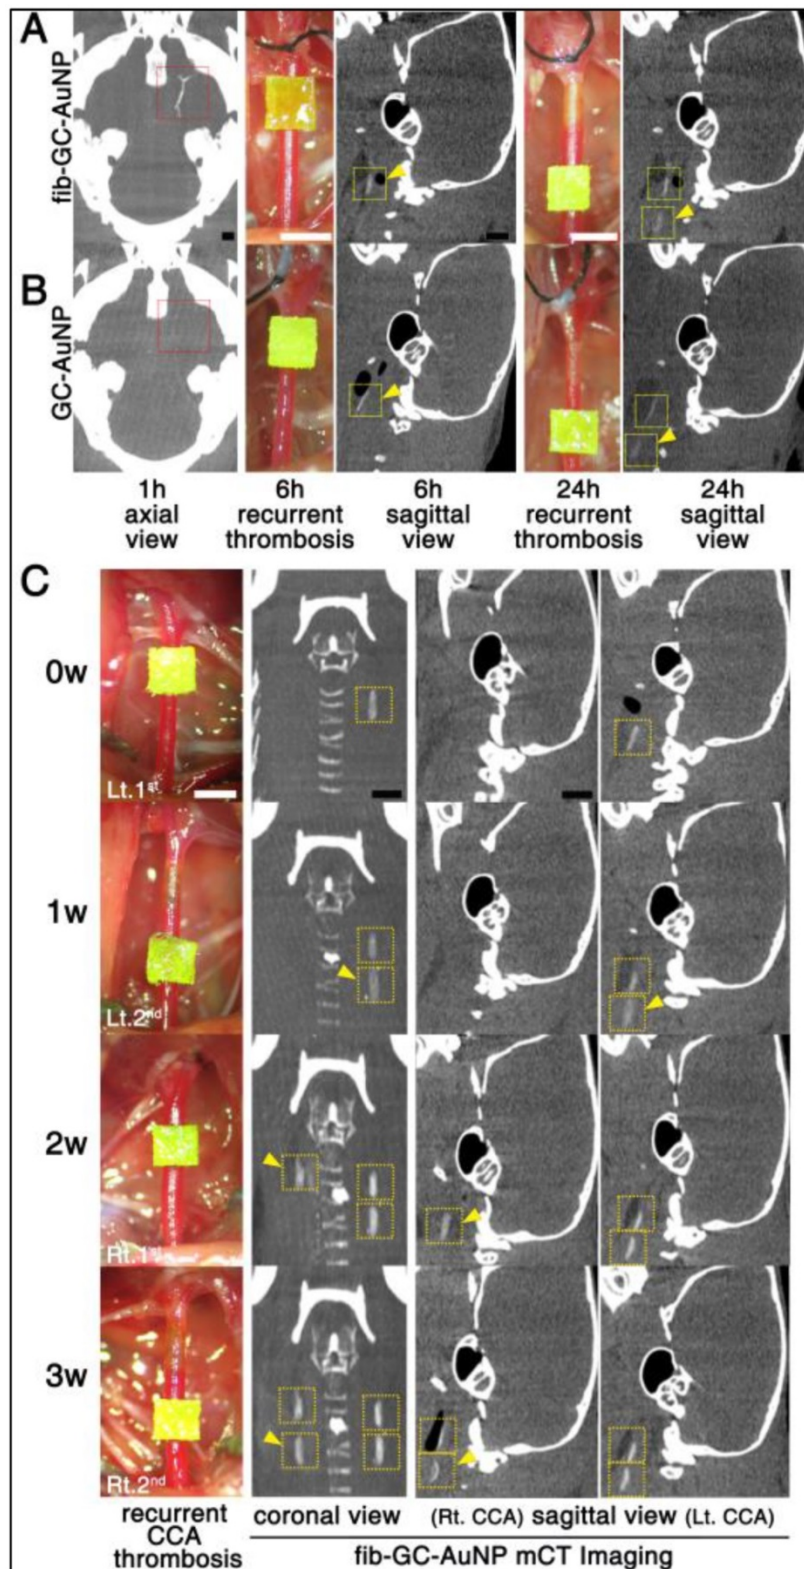 A
fib-GC-AuNP
B
GC-AuNP
1h
axial
view
6h
recurrent
thrombosis
6h
sagittal
view
24h
recurrent
thrombosis
24h
sagittal
view
C
0w
Lt.1st
1w
Lt.2nd
2w
Rt.1st
3w
Rt.2nd
recurrent
CCA
thrombosis
coronal view
(Rt. CCA) sagittal view (Lt. CCA)
fib-GC-AuNP mCT Imaging